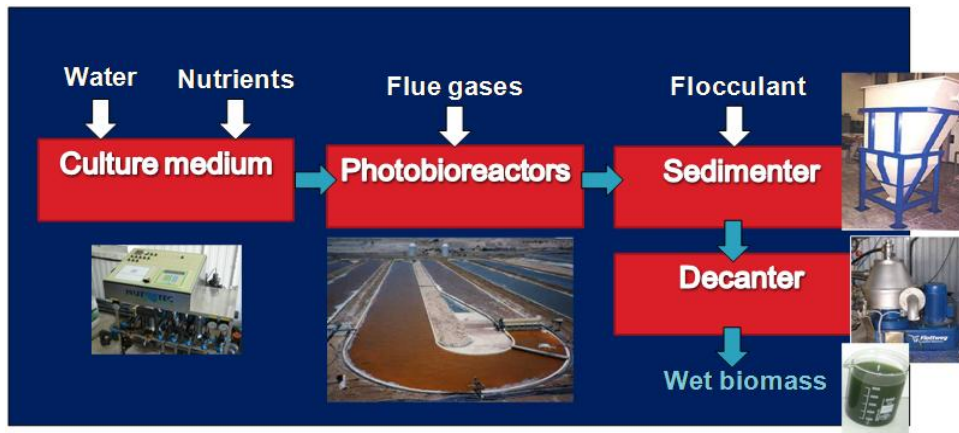 Water
Nutrients
Flue gases
Flocculant
Culture medium
Photobioreactors
Sedimenter
Decanter
Wet biomass